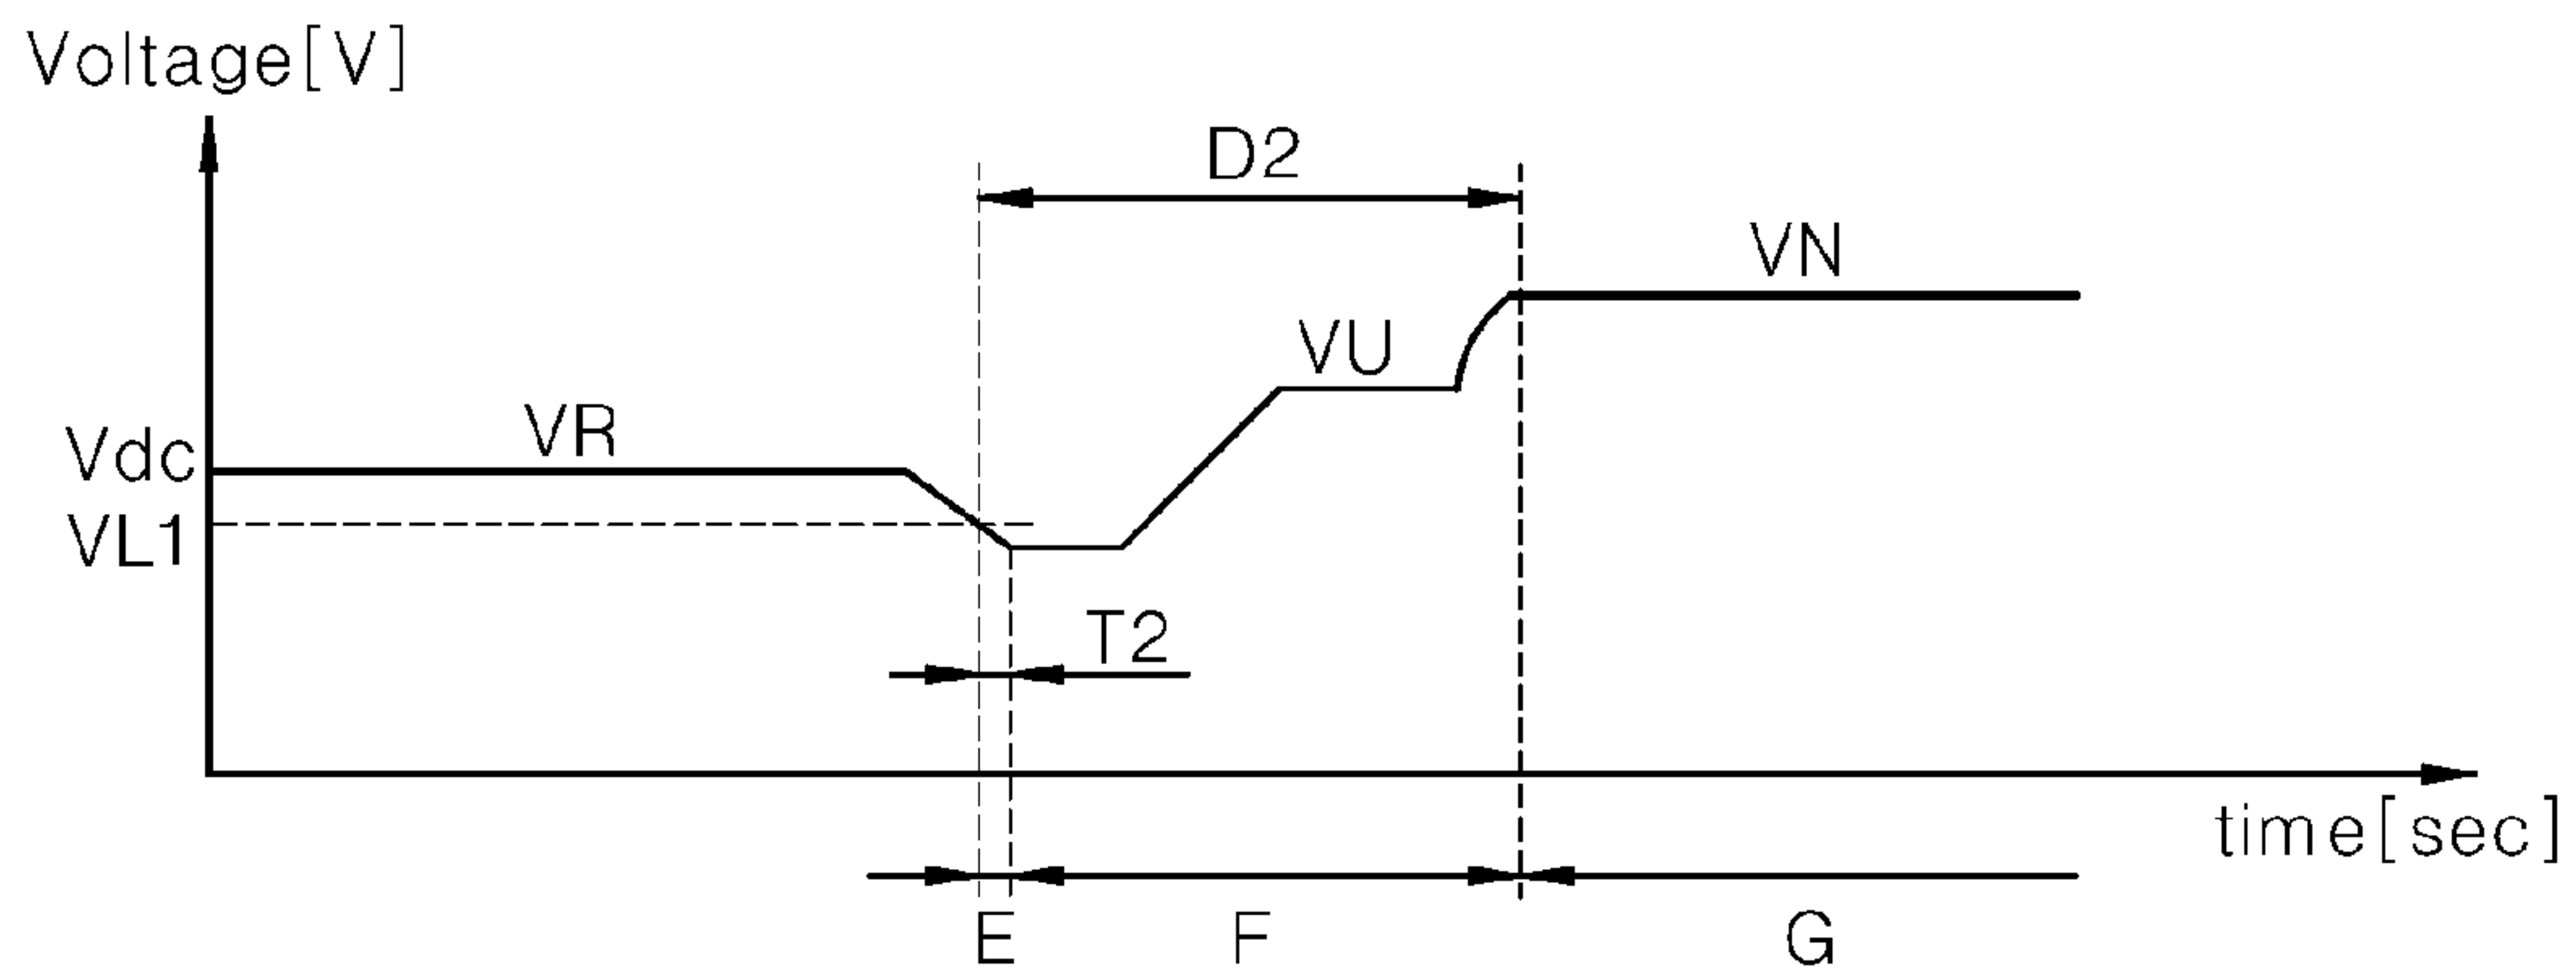 Voltage[V]
D2
VN
VU
VR
Vdc
VL1
T2
time[sec]
E F G